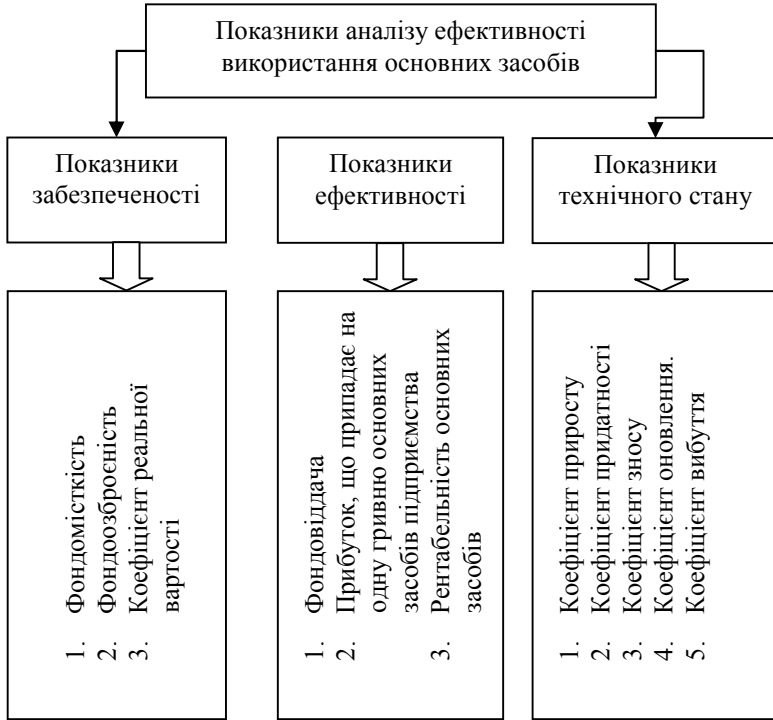 Показники аналізу ефективності
використання основних засобів
Показники
забезпеченості
Показники
ефективності
Показники
технічного стану
1. Фондомісткість
2. Фондоозброєність
3. Коефіцієнт реальної
вартості
1. Фондовіддача
2. Прибуток, що припадає на
одну гривню основних
засобів підприємства
3. Рентабельність основних
засобів
1. Коефіцієнт приросту
2. Коефіцієнт придатності
3. Коефіцієнт зносу
4. Коефіцієнт оновлення.
5. Коефіцієнт вибуття